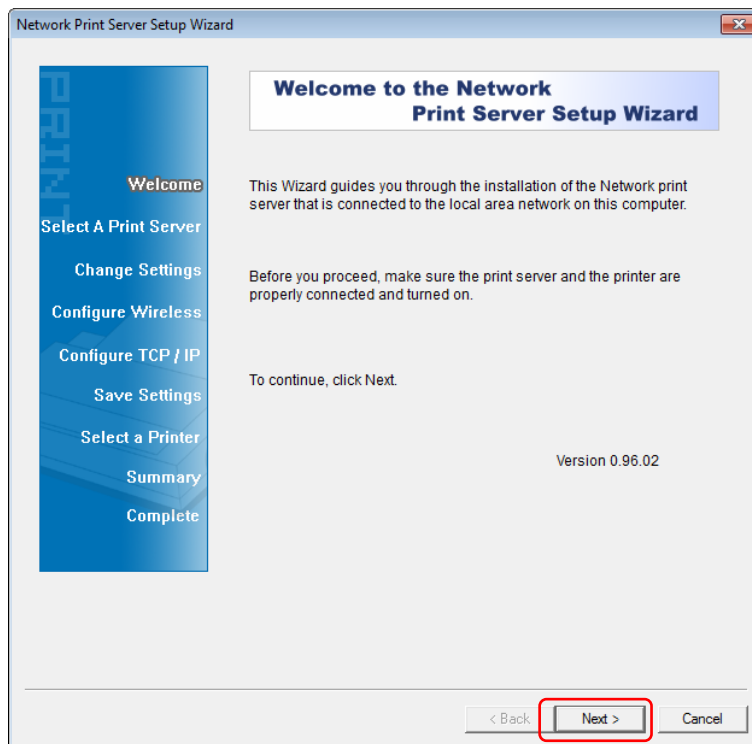 Network Print Server Setup Wizard
PRINT
Welcome to the Network
Print Server Setup Wizard
Welcome
Select A Print Server
Change Settings
Configure Wireless
Configure TCP / IP
Save Settings
Select a Printer
Summary
Complete
This Wizard guides you through the installation of the Network print
server that is connected to the local area network on this computer.
Before you proceed, make sure the print server and the printer are
properly connected and turned on.
To continue, click Next.
Version 0.96.02
< Back
Next >
Cancel